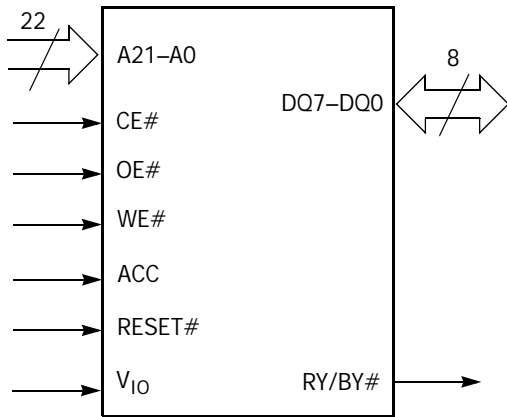 22
A21–A0
8
DQ7–DQ0
CE#
OE#
WE#
ACC
RESET#
VIO
RY/BY#